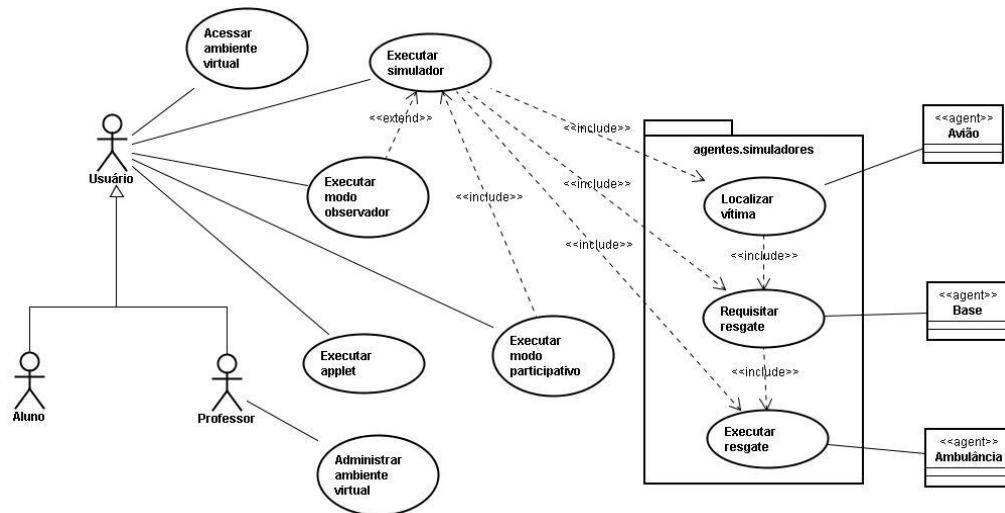 Acessar
ambiente
virtual
Executar
simulador
<<extend>>
<<include>>
agentes.simuladores
<<agent>>
Avião
Usuário
Executar
modo
observador
<<include>>
<<include>>
Localizar
vítima
<<include>>
<<include>>
<<agent>>
Base
Requisitar
resgate
Executar
applet
Executar
modo
participativo
<<include>>
Aluno
Professor
Executar
resgate
<<agent>>
Ambulância
Administrar
ambiente
virtual